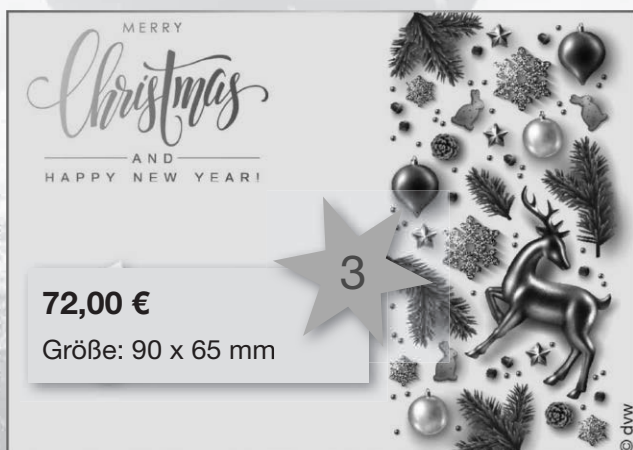 MERRY
Christmas
AND
HAPPY NEW YEAR!
3
72,00 €
Größe: 90 x 65 mm
© dvw